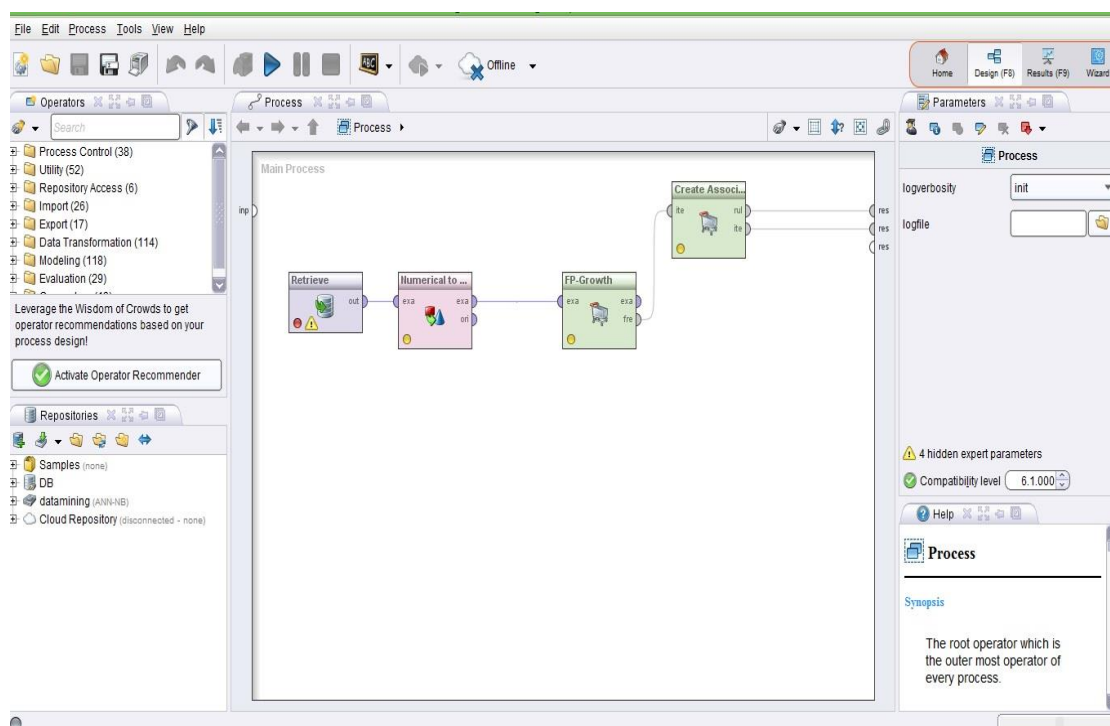 File Edit Process Tools View Help
Offline
Home Design (F8) Results (F9) Wizard
Operators
Search
Process Control (38)
Utility (52)
Repository Access (6)
Import (26)
Export (17)
Data Transformation (114)
Modeling (118)
Evaluation (29)
Leverage the Wisdom of Crowds to get
operator recommendations based on your
process design!
Activate Operator Recommender
Repositories
Samples (none)
DB
datamining (ANN-NB)
Cloud Repository (disconnected - none)
Process
Process
Main Process
inp
Retrieve
out
Numerical to ...
exa exa
ori
FP-Growth
exa exa
fre
Create Associ...
ite rul
ite
res
res
res
Parameters
Process
logverbosity init
logfile
4 hidden expert parameters
Compatibility level 6.1.000
Help
Process
Synopsis
The root operator which is
the outer most operator of
every process.